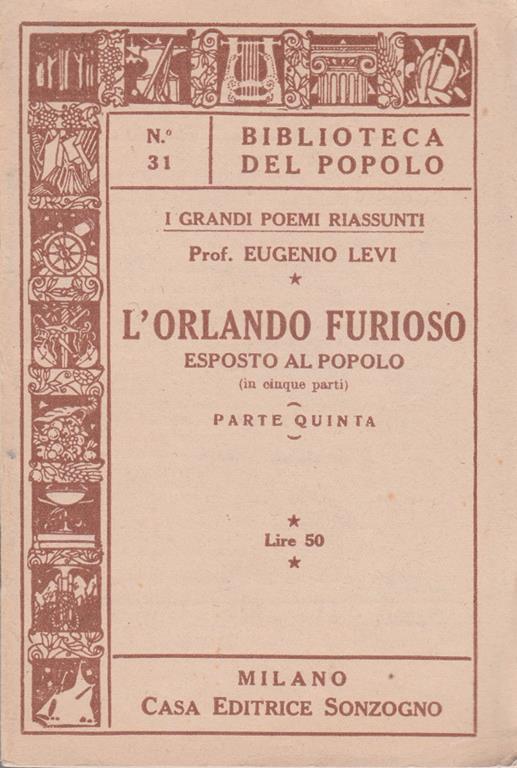 N.º
31
BIBLIOTECA
DEL POPOLO
I GRANDI POEMI RIASSUNTI
Prof. EUGENIO LEVI
L'ORLANDO FURIOSO
ESPOSTO AL POPOLO
(in cinque parti)
PARTE QUINTA
Lire 50
MILANO
CASA EDITRICE SONZOGNO